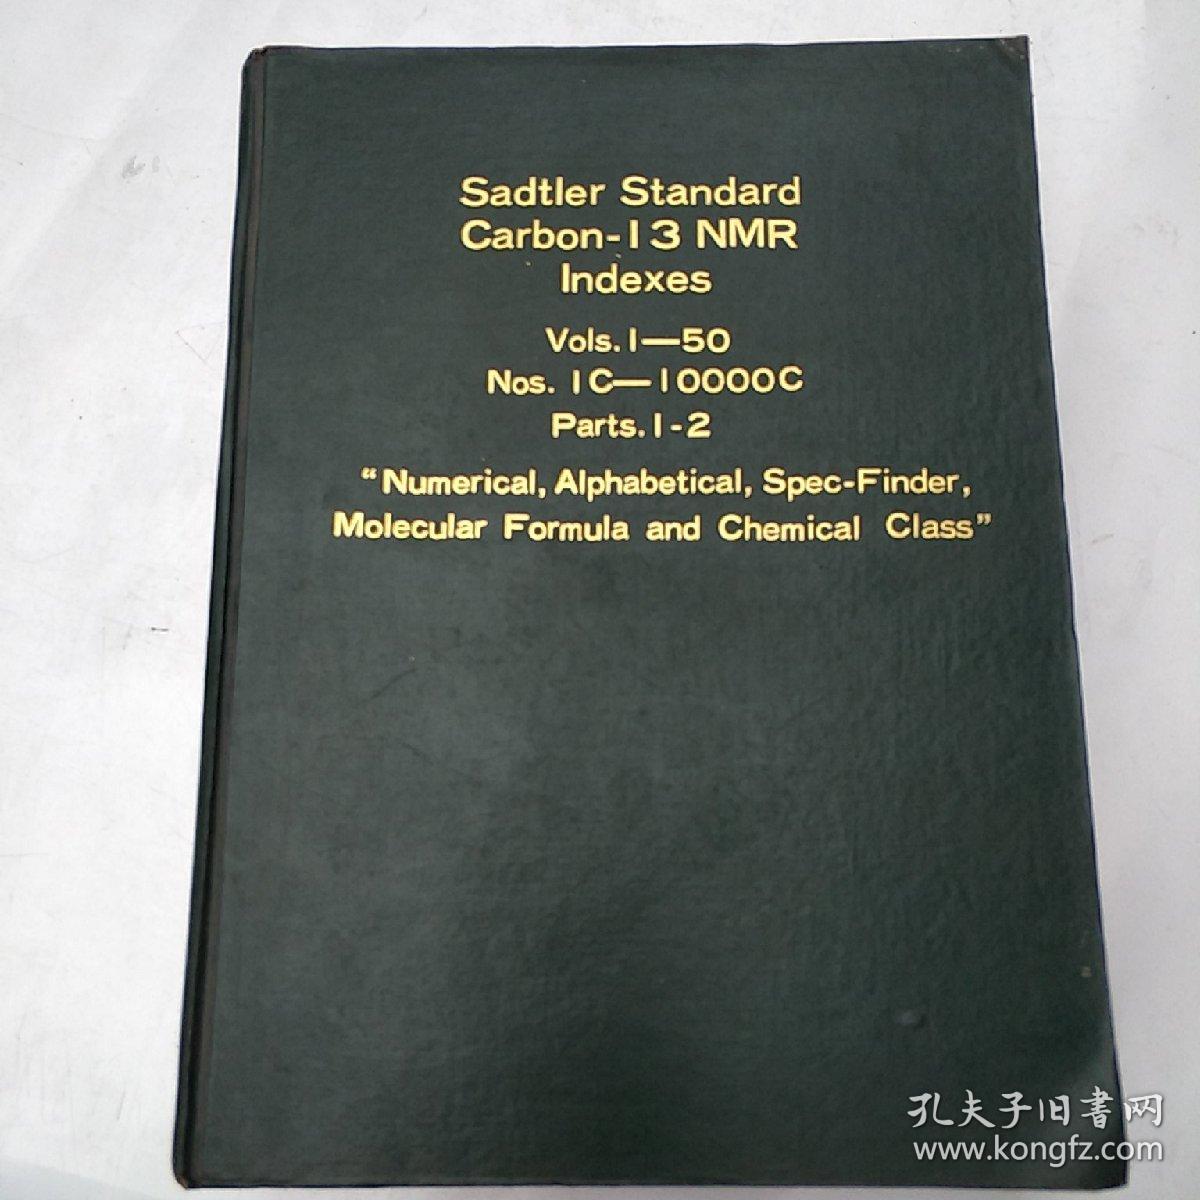 Sadtler Standard
Carbon-13 NMR
Indexes
Vols. 1—50
Nos. 1C—10000C
Parts. 1-2
“Numerical, Alphabetical, Spec-Finder,
Molecular Formula and Chemical Class”
孔夫子旧书网
www.kongfz.com